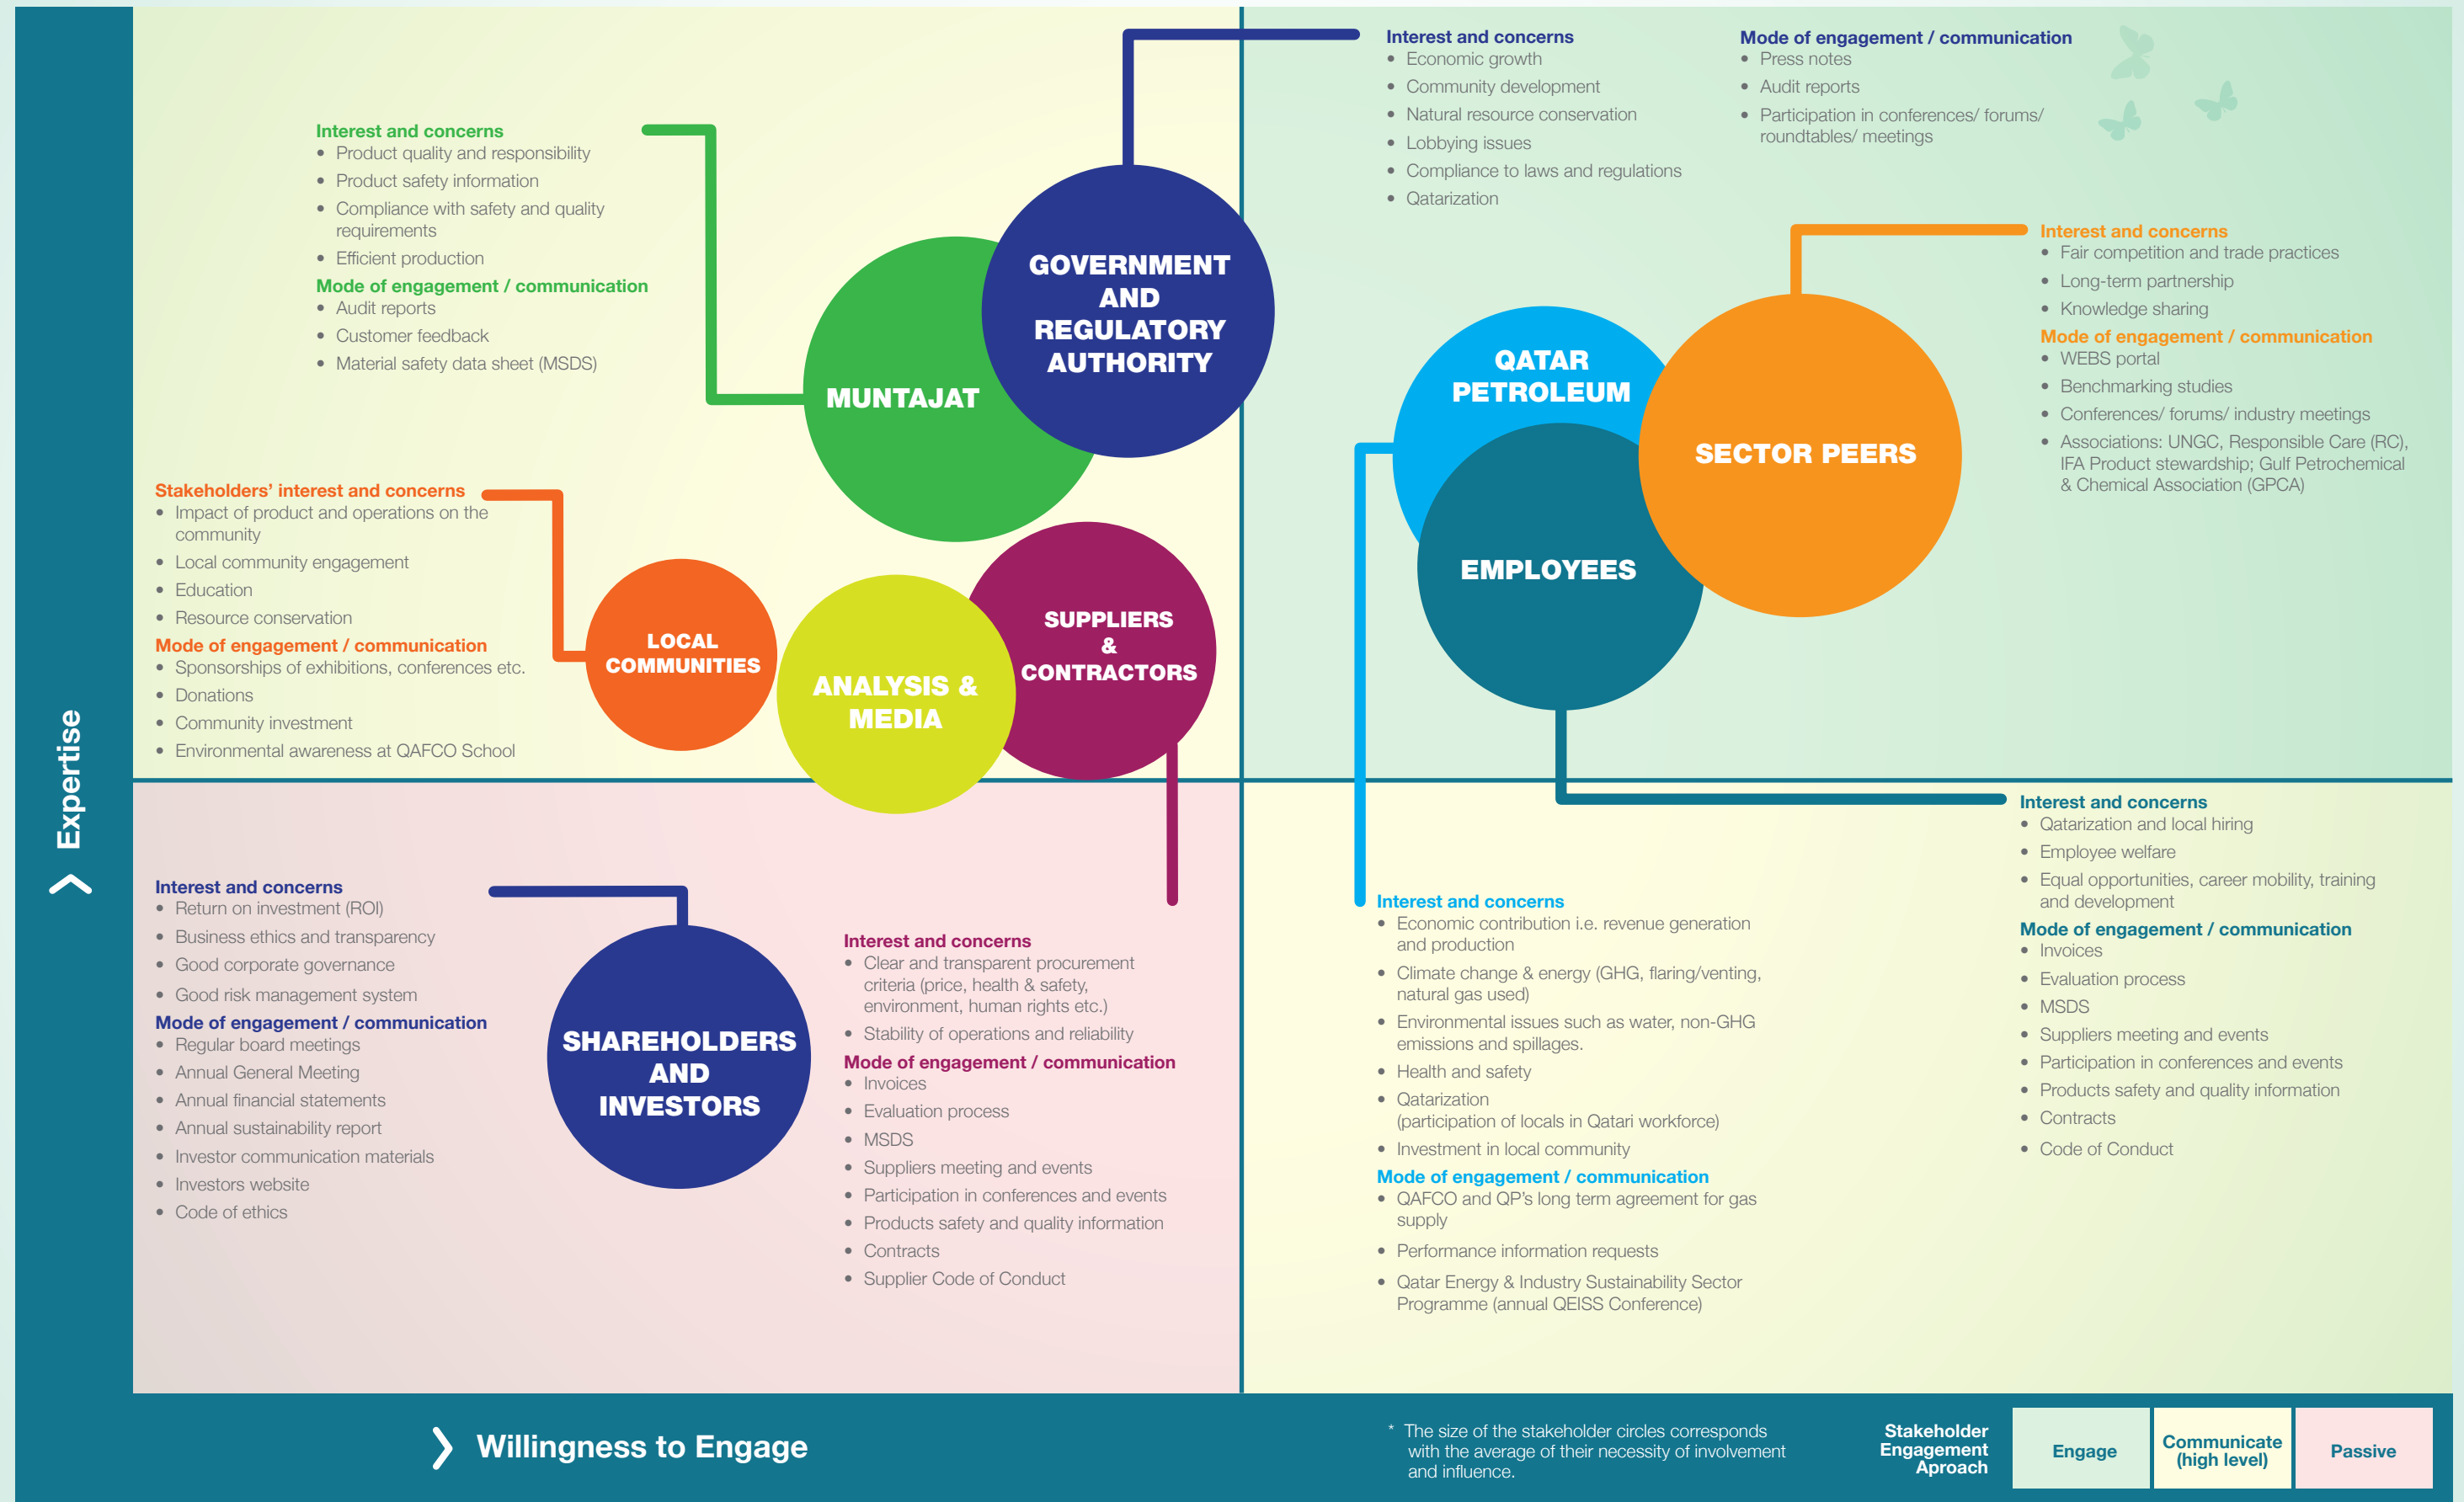 Interest and concerns
• Economic growth
• Community development
• Natural resource conservation
• Lobbying issues
• Compliance to laws and regulations
• Qatarization
Mode of engagement / communication
• Press notes
• Audit reports
• Participation in conferences/ forums/
roundtables/ meetings
Interest and concerns
• Product quality and responsibility
• Product safety information
• Compliance with safety and quality
requirements
• Efficient production
Mode of engagement / communication
• Audit reports
• Customer feedback
• Material safety data sheet (MSDS)
GOVERNMENT
AND
REGULATORY
AUTHORITY
MUNTAJAT
Interest and concerns
• Fair competition and trade practices
• Long-term partnership
• Knowledge sharing
Mode of engagement / communication
• WEBS portal
• Benchmarking studies
• Conferences/ forums/ industry meetings
• Associations: UNGC, Responsible Care (RC),
IFA Product stewardship; Gulf Petrochemical
& Chemical Association (GPCA)
QATAR
PETROLEUM
SECTOR PEERS
EMPLOYEES
Stakeholders' interest and concerns
• Impact of product and operations on the
community
• Local community engagement
• Education
• Resource conservation
Mode of engagement / communication
• Sponsorships of exhibitions, conferences etc.
• Donations
• Community investment
• Environmental awareness at QAFCO School
LOCAL
COMMUNITIES
ANALYSIS &
MEDIA
SUPPLIERS
&
CONTRACTORS
Expertise
Interest and concerns
• Return on investment (ROI)
• Business ethics and transparency
• Good corporate governance
• Good risk management system
Mode of engagement / communication
• Regular board meetings
• Annual General Meeting
• Annual financial statements
• Annual sustainability report
• Investor communication materials
• Investors website
• Code of ethics
SHAREHOLDERS
AND
INVESTORS
Interest and concerns
• Clear and transparent procurement
criteria (price, health & safety,
environment, human rights etc.)
• Stability of operations and reliability
Mode of engagement / communication
• Invoices
• Evaluation process
• MSDS
• Suppliers meeting and events
• Participation in conferences and events
• Products safety and quality information
• Contracts
• Supplier Code of Conduct
Interest and concerns
• Economic contribution i.e. revenue generation
and production
• Climate change & energy (GHG, flaring/venting,
natural gas used)
• Environmental issues such as water, non-GHG
emissions and spillages.
• Health and safety
• Qatarization
(participation of locals in Qatari workforce)
• Investment in local community
Mode of engagement / communication
• QAFCO and QP's long term agreement for gas
supply
• Performance information requests
• Qatar Energy & Industry Sustainability Sector
Programme (annual QEISS Conference)
Interest and concerns
• Qatarization and local hiring
• Employee welfare
• Equal opportunities, career mobility, training
and development
Mode of engagement / communication
• Invoices
• Evaluation process
• MSDS
• Suppliers meeting and events
• Participation in conferences and events
• Products safety and quality information
• Contracts
• Code of Conduct
Willingness to Engage
* The size of the stakeholder circles corresponds
with the average of their necessity of involvement
and influence.
Stakeholder
Engagement
Aproach
Engage
Communicate
(high level)
Passive